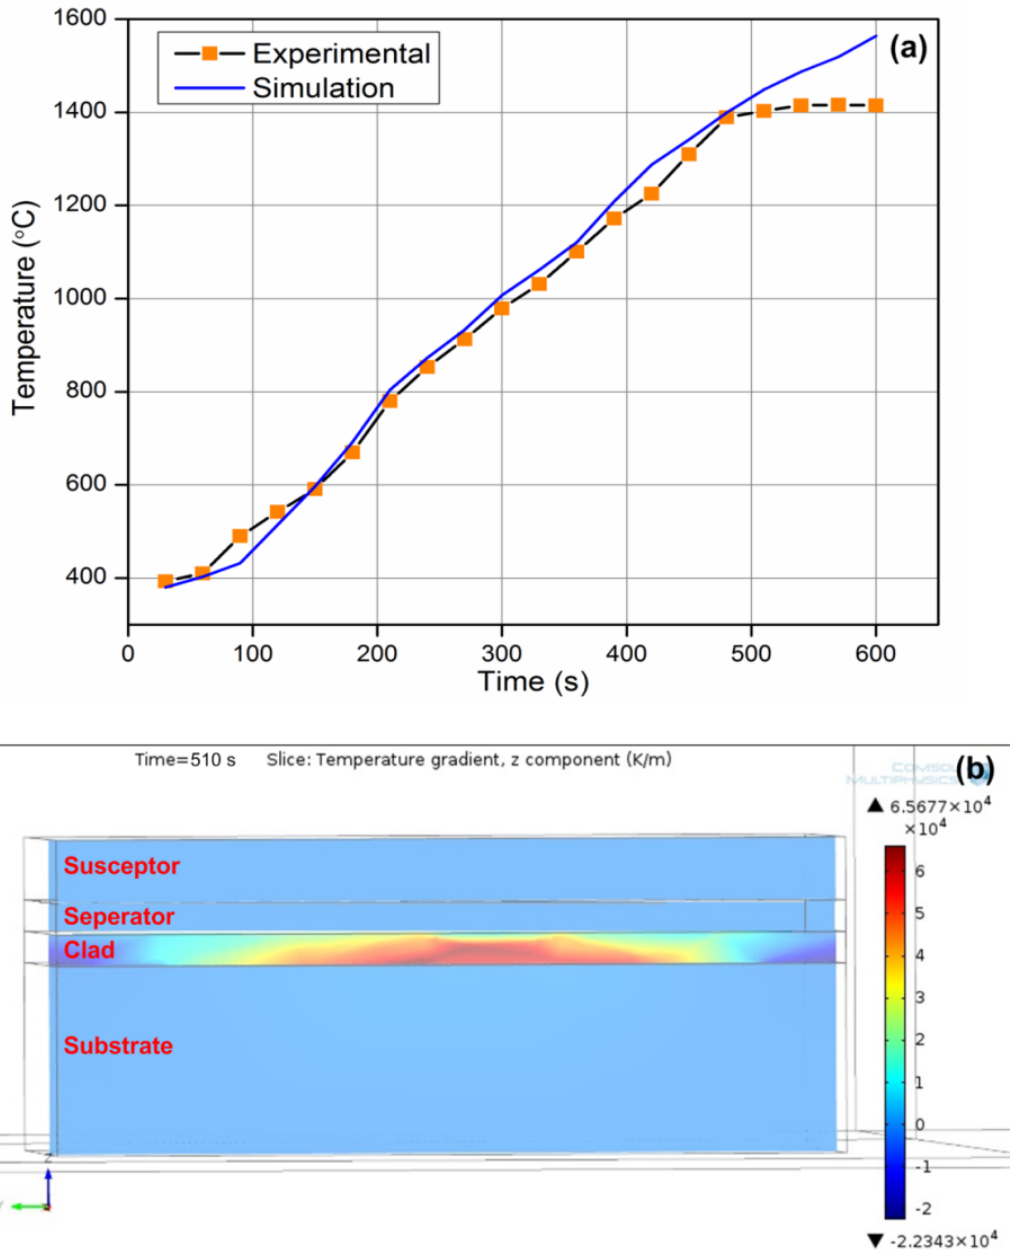 1600
1400
1200
1000
800
600
400
Temperature (°C)
Experimental
Simulation
(a)
0 100 200 300 400 500 600
Time (s)
Time=510 s Slice: Temperature gradient, z component (K/m)
COMSOL
MULTIPHYSICS
(b)
6.5677×10⁴
×10⁴
Susceptor
Seperator
Clad
Substrate
6
5
4
3
2
1
0
-1
-2
-2.2343×10⁴
z